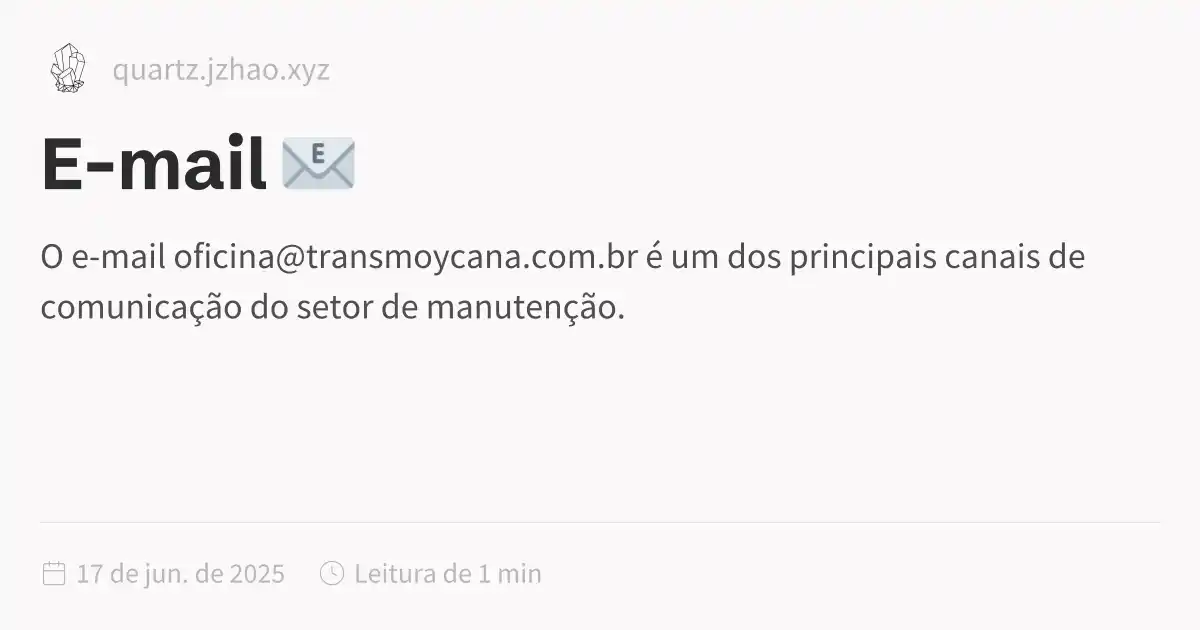 quartz.jzhao.xyz
E-mail 📧
O e-mail oficina@transmoycana.com.br é um dos principais canais de
comunicação do setor de manutenção.
17 de jun. de 2025 Leitura de 1 min